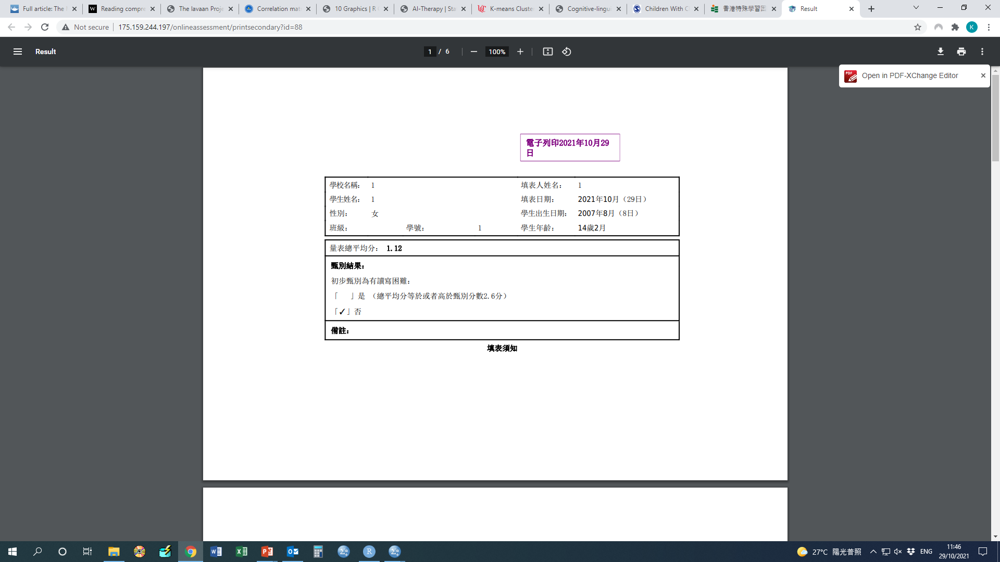 Full article: The
Reading compre
The lavaan Proje
Correlation mat
10 Graphics | R
AI-Therapy | Sta
K-means Cluster
Cognitive-lingui
Children With C
香港特殊學習困
Result
Not secure
175.159.244.197/onlineassessment/printsecondary?id=88
K
Result
1 / 6
100%
PDF
Open in PDF-XChange Editor
電子列印2021年10月29
日
學校名稱: 1 填表人姓名: 1
學生姓名: 1 填表日期: 2021年10月（29日）
性別: 女 學生出生日期: 2007年8月（8日）
班級: 學號: 1 學生年齡: 14歲2月
量表總平均分: 1.12
甄別結果:
初步甄別為有讀寫困難:
「 」是 （總平均分等於或者高於甄別分數2.6分）
「✓」否
備註:
填表須知
27°C 陽光普照
ENG
11:46
29/10/2021